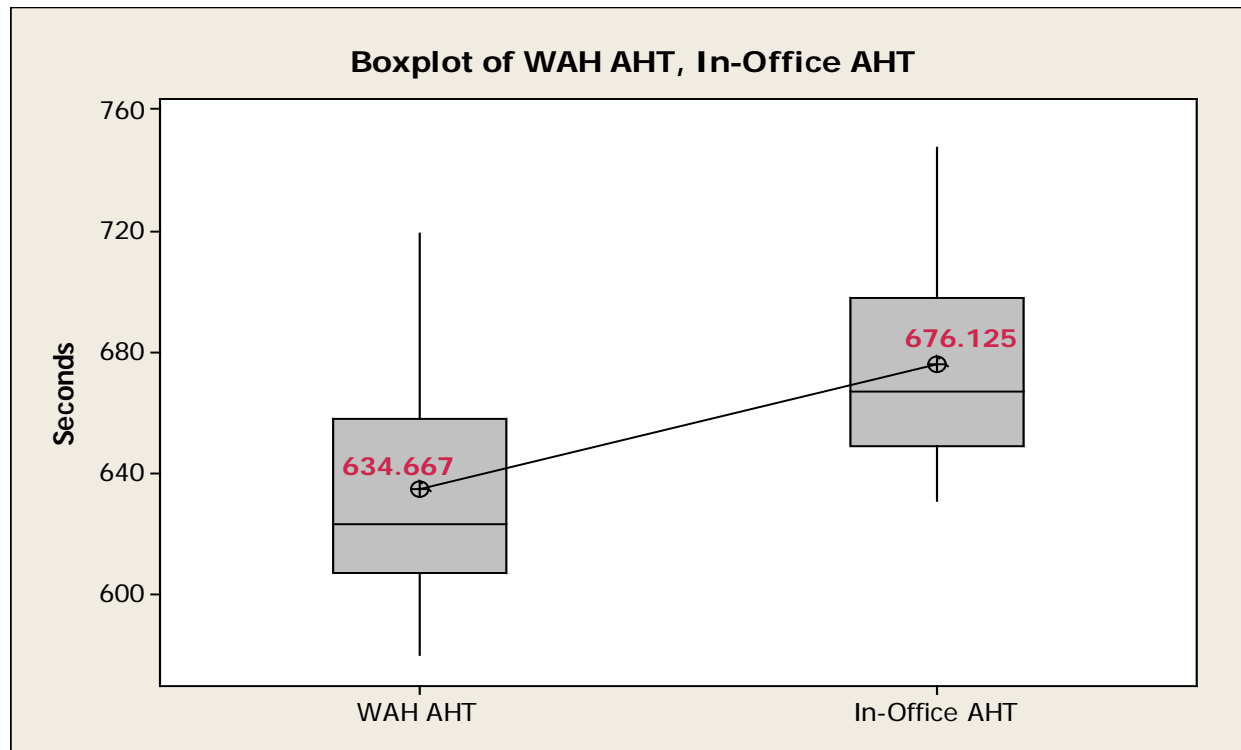 Boxplot of WAH AHT, In-Office AHT
760
720
680
640
600
Seconds
676.125
634.667
WAH AHT
In-Office AHT